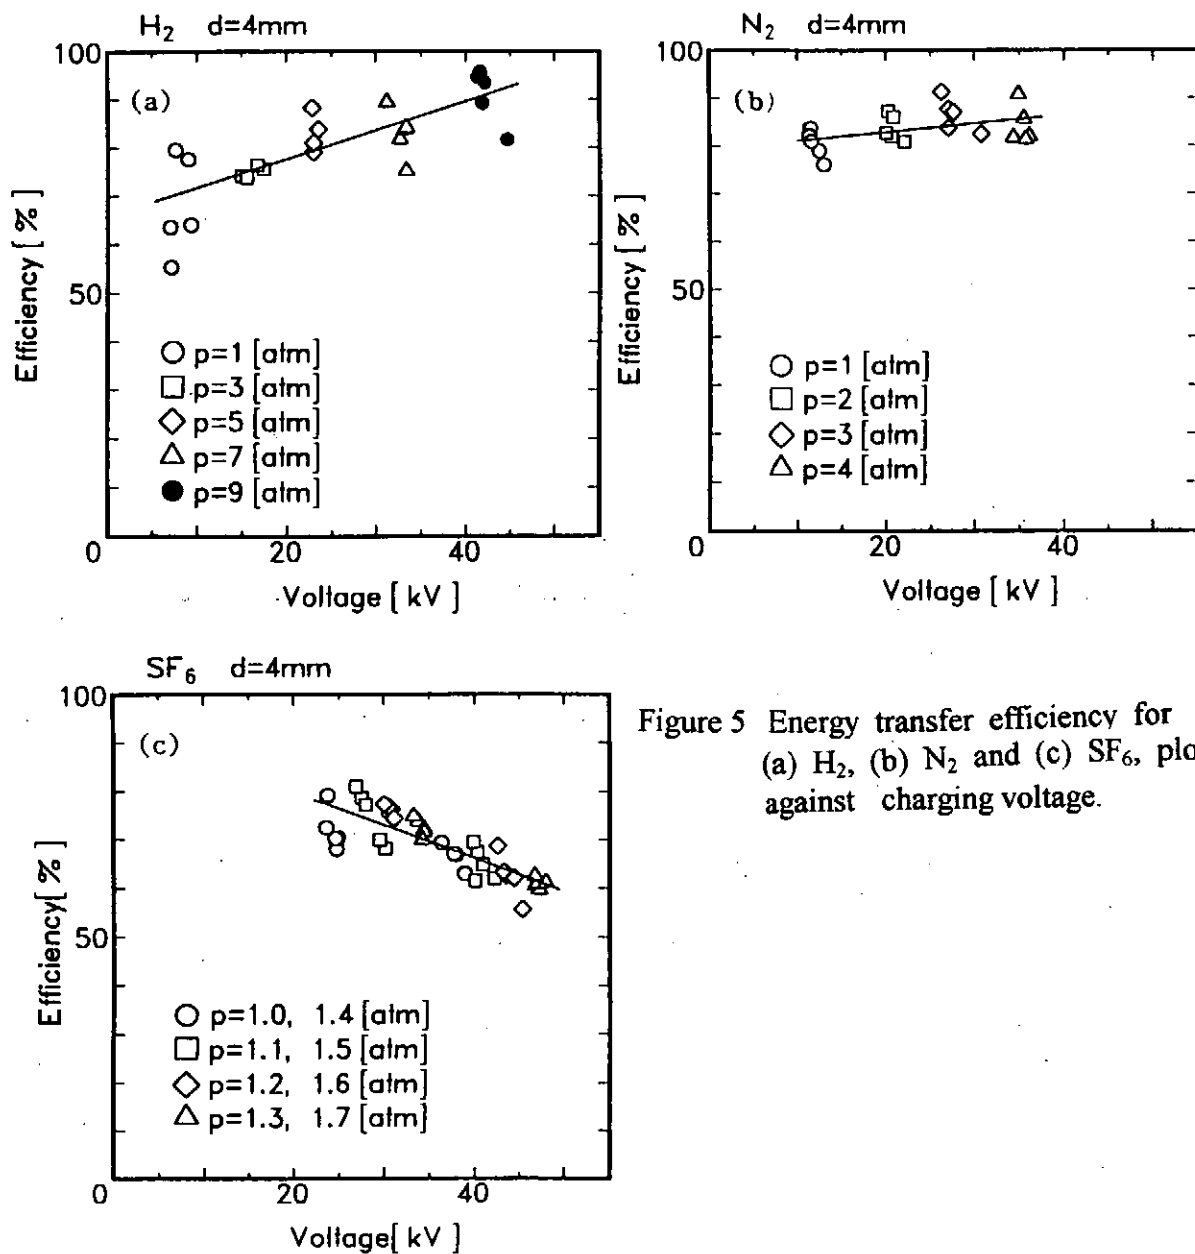 H₂ d=4mm
(a)
100
50
0
20
40
Efficiency [ % ]
Voltage [ kV ]
○ p=1 [atm]
□ p=3 [atm]
◇ p=5 [atm]
△ p=7 [atm]
● p=9 [atm]
N₂ d=4mm
(b)
100
50
0
20
40
Efficiency [ % ]
Voltage [ kV ]
○ p=1 [atm]
□ p=2 [atm]
◇ p=3 [atm]
△ p=4 [atm]
SF₆ d=4mm
(c)
100
50
0
20
40
Efficiency[ % ]
Voltage[ kV ]
○ p=1.0, 1.4 [atm]
□ p=1.1, 1.5 [atm]
◇ p=1.2, 1.6 [atm]
△ p=1.3, 1.7 [atm]
Figure 5 Energy transfer efficiency for
(a) H₂, (b) N₂ and (c) SF₆, plo
against charging voltage.